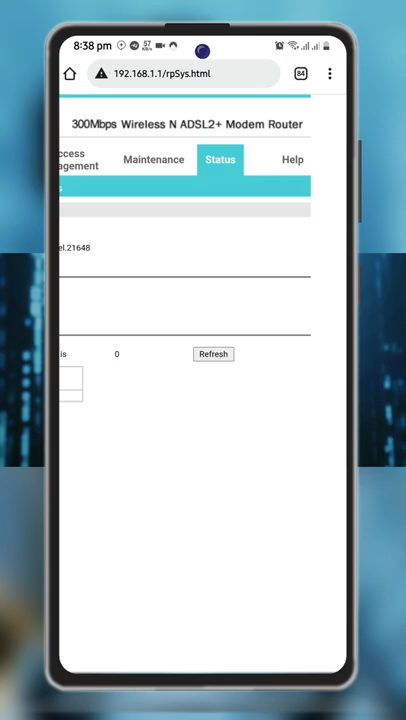 8:38 pm 57 KB/s
192.168.1.1/rpSys.html 84
300Mbps Wireless N ADSL2+ Modem Router
ccess
agement Maintenance Status Help
s
el.21648
is 0 Refresh